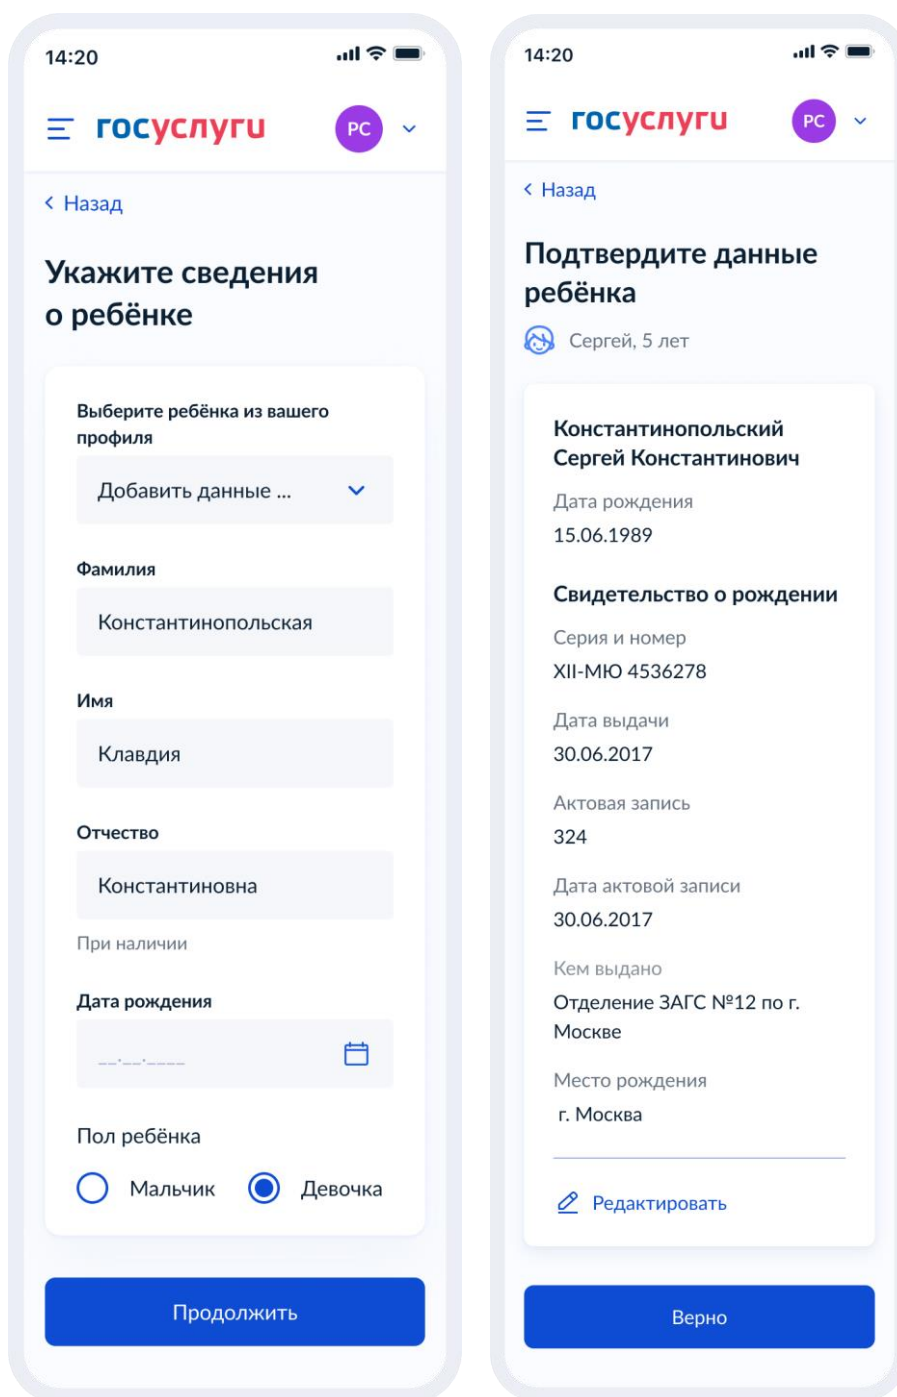 14:20
госуслуги
РС
Назад
Укажите сведения
о ребёнке
Выберите ребёнка из вашего
профиля
Добавить данные ...
Фамилия
Константинопольская
Имя
Клавдия
Отчество
Константиновна
При наличии
Дата рождения
__.__.____
Пол ребёнка
Мальчик Девочка
Продолжить
14:20
госуслуги
РС
Назад
Подтвердите данные
ребёнка
Сергей, 5 лет
Константинопольский
Сергей Константинович
Дата рождения
15.06.1989
Свидетельство о рождении
Серия и номер
XII-МЮ 4536278
Дата выдачи
30.06.2017
Актовая запись
324
Дата актовой записи
30.06.2017
Кем выдано
Отделение ЗАГС №12 по г.
Москве
Место рождения
г. Москва
Редактировать
Верно